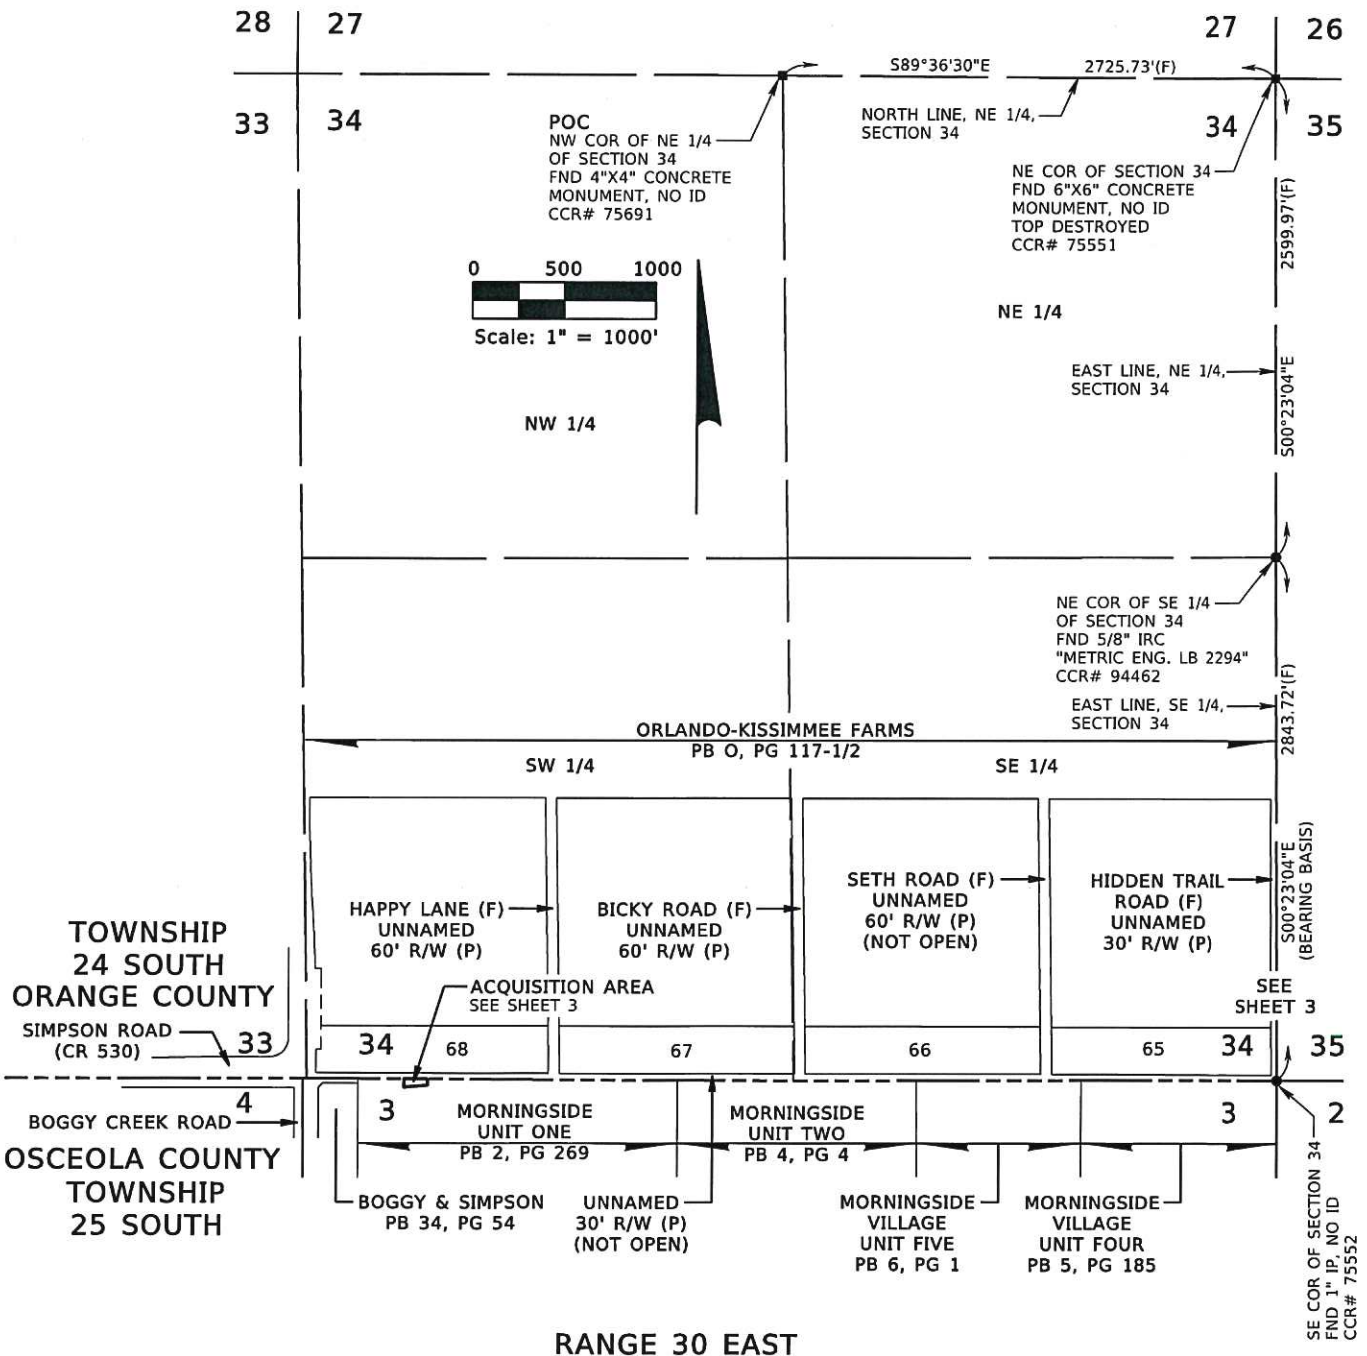 28
27
27
26
S89°36'30"E
2725.73'(F)
33
34
34
35
POC
NW COR OF NE 1/4
OF SECTION 34
FND 4"X4" CONCRETE
MONUMENT, NO ID
CCR# 75691
NORTH LINE, NE 1/4,
SECTION 34
NE COR OF SECTION 34
FND 6"X6" CONCRETE
MONUMENT, NO ID
TOP DESTROYED
CCR# 75551
2599.97'(F)
0
500
1000
Scale: 1" = 1000'
NE 1/4
EAST LINE, NE 1/4,
SECTION 34
S00°23'04"E
NW 1/4
NE COR OF SE 1/4
OF SECTION 34
FND 5/8" IRC
"METRIC ENG. LB 2294"
CCR# 94462
EAST LINE, SE 1/4,
SECTION 34
2843.72'(F)
ORLANDO-KISSIMMEE FARMS
PB O, PG 117-1/2
SW 1/4
SE 1/4
HAPPY LANE (F)
UNNAMED
60' R/W (P)
BICKY ROAD (F)
UNNAMED
60' R/W (P)
SETH ROAD (F)
UNNAMED
60' R/W (P)
(NOT OPEN)
HIDDEN TRAIL
ROAD (F)
UNNAMED
30' R/W (P)
S00°23'04"E
(BEARING BASIS)
TOWNSHIP
24 SOUTH
ORANGE COUNTY
ACQUISITION AREA
SEE SHEET 3
SEE
SHEET 3
SIMPSON ROAD
(CR 530)
33
34
68
67
66
65
34
35
4
3
3
2
BOGGY CREEK ROAD
MORNINGSIDE
UNIT ONE
PB 2, PG 269
MORNINGSIDE
UNIT TWO
PB 4, PG 4
OSCEOLA COUNTY
TOWNSHIP
25 SOUTH
BOGGY & SIMPSON
PB 34, PG 54
UNNAMED
30' R/W (P)
(NOT OPEN)
MORNINGSIDE
VILLAGE
UNIT FIVE
PB 6, PG 1
MORNINGSIDE
VILLAGE
UNIT FOUR
PB 5, PG 185
SE COR OF SECTION 34
FND 1" IP, NO ID
CCR# 75552
RANGE 30 EAST